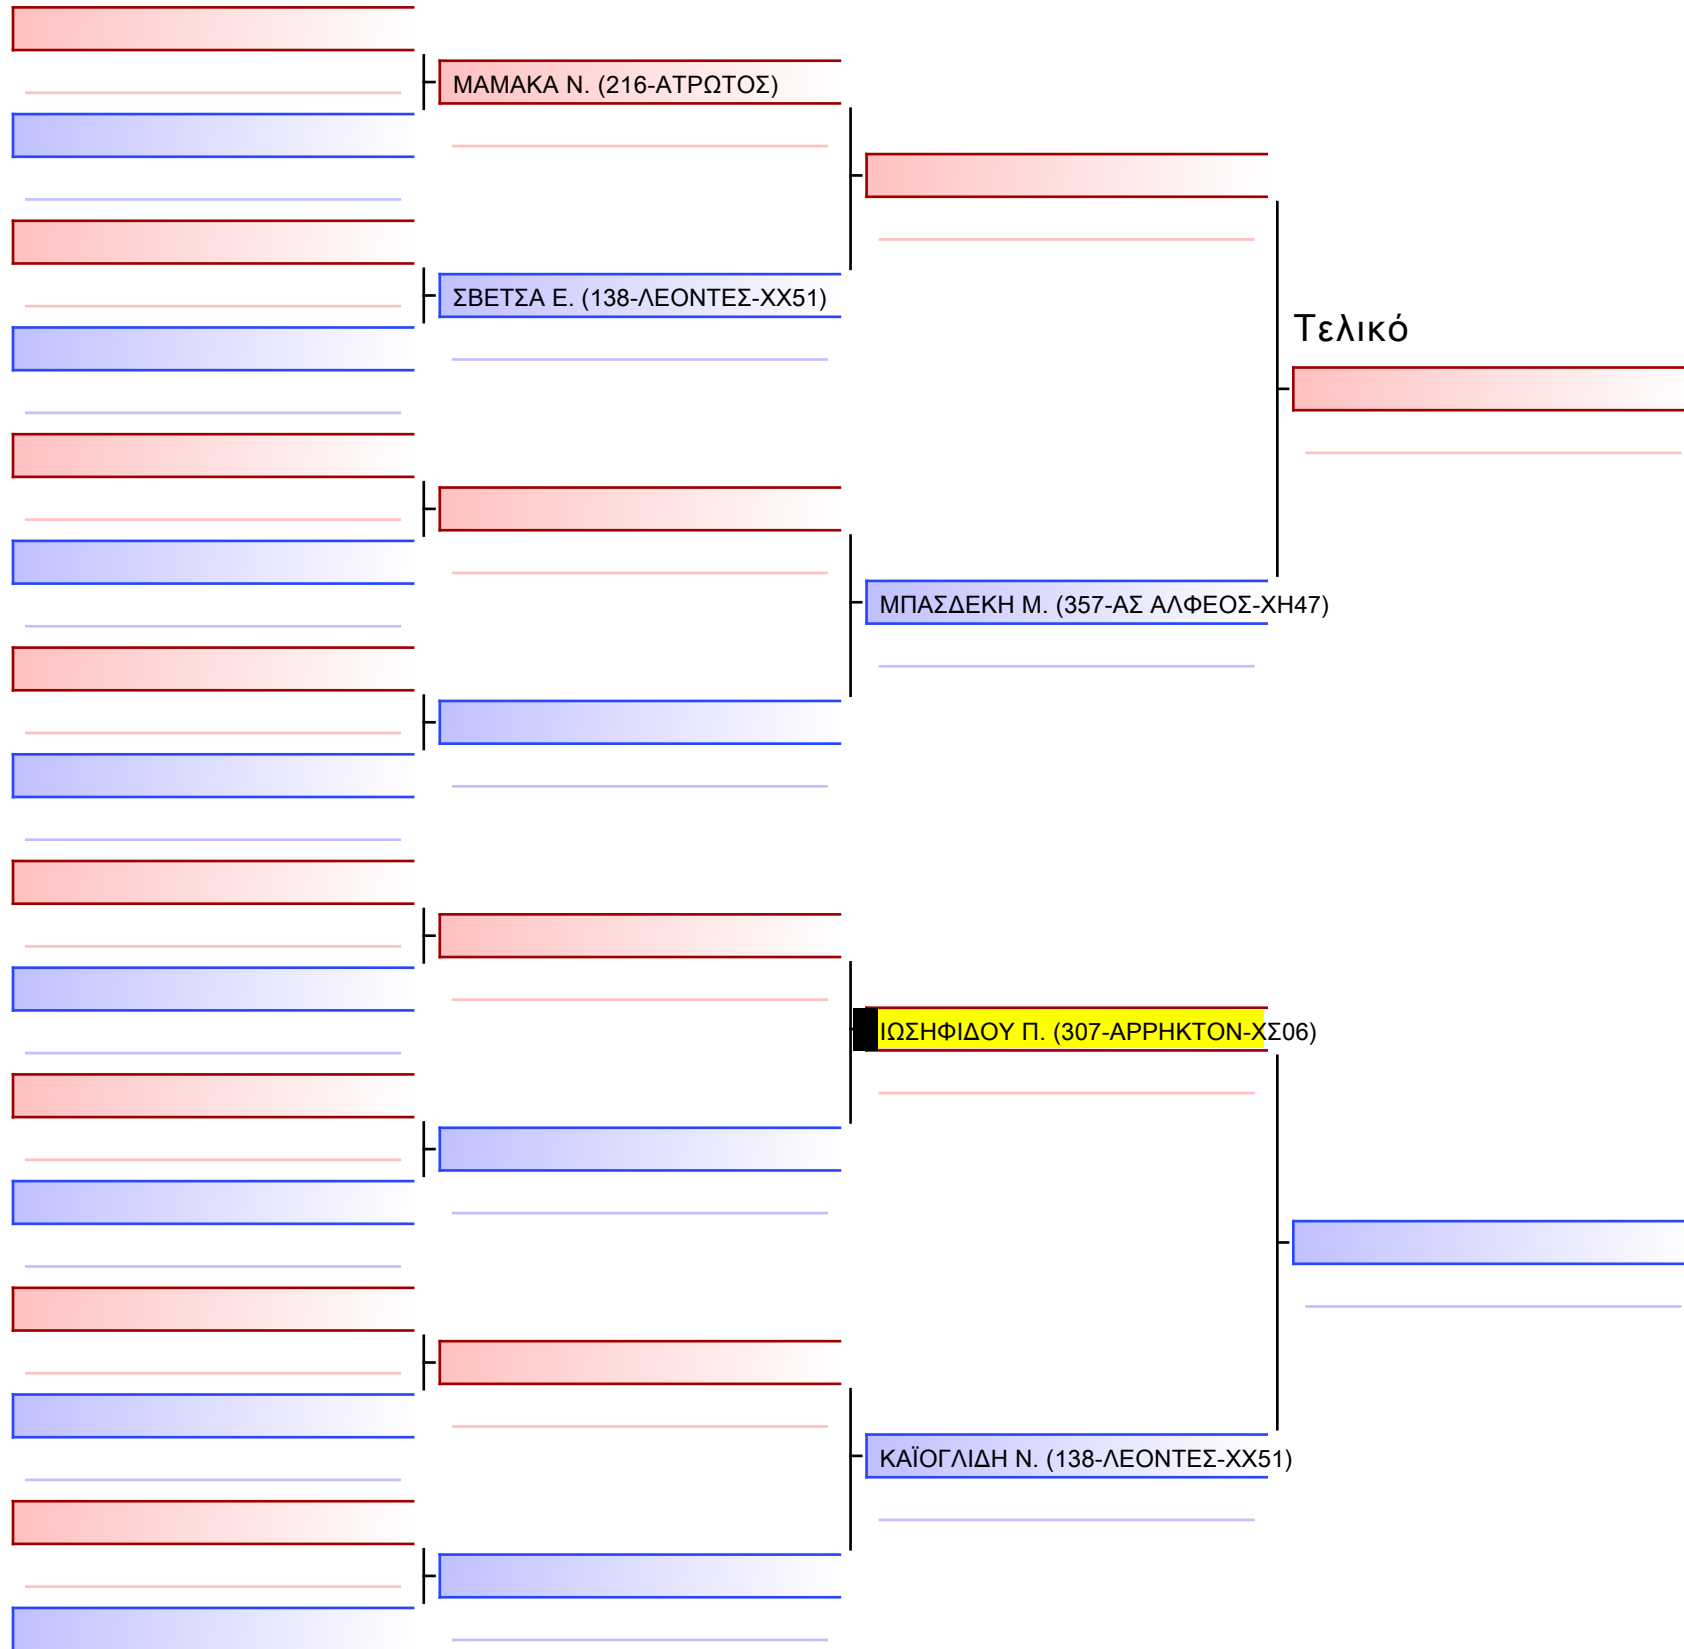 ΜΑΜΑΚΑ Ν. (216-ΑΤΡΩΤΟΣ)
ΣΒΕΤΣΑ Ε. (138-ΛΕΟΝΤΕΣ-ΧΧ51)
Τελικό
ΜΠΑΣΔΕΚΗ Μ. (357-ΑΣ ΑΛΦΕΟΣ-ΧΗ47)
ΙΩΣΗΦΙΔΟΥ Π. (307-ΑΡΡΗΚΤΟΝ-ΧΣ06)
ΚΑΪΟΓΛΙΔΗ Ν. (138-ΛΕΟΝΤΕΣ-ΧΧ51)